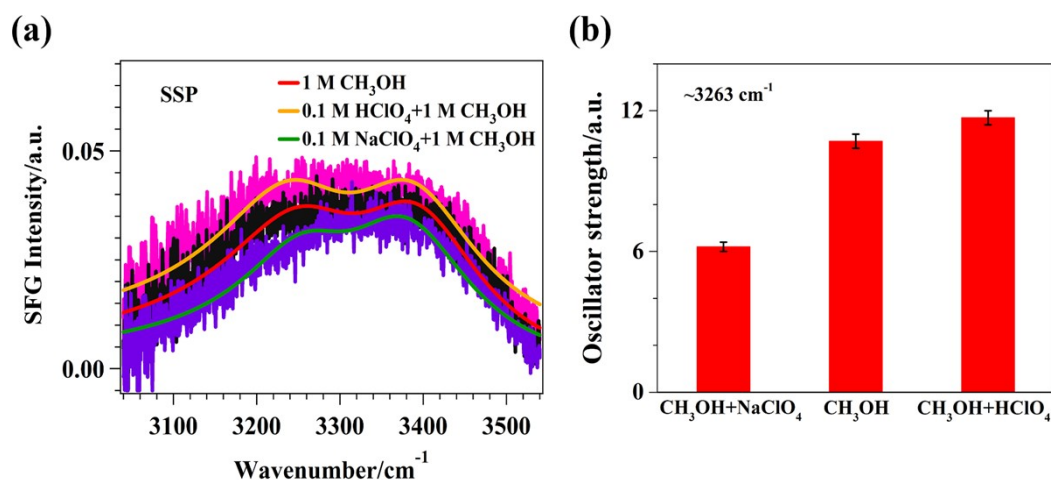 (a)
SSP
1 M CH₃OH
0.1 M HClO₄+1 M CH₃OH
0.1 M NaClO₄+1 M CH₃OH
SFG Intensity/a.u.
0.05
0.00
3100 3200 3300 3400 3500
Wavenumber/cm⁻¹
(b)
~3263 cm⁻¹
Oscillator strength/a.u.
12
6
0
CH₃OH+NaClO₄ CH₃OH CH₃OH+HClO₄